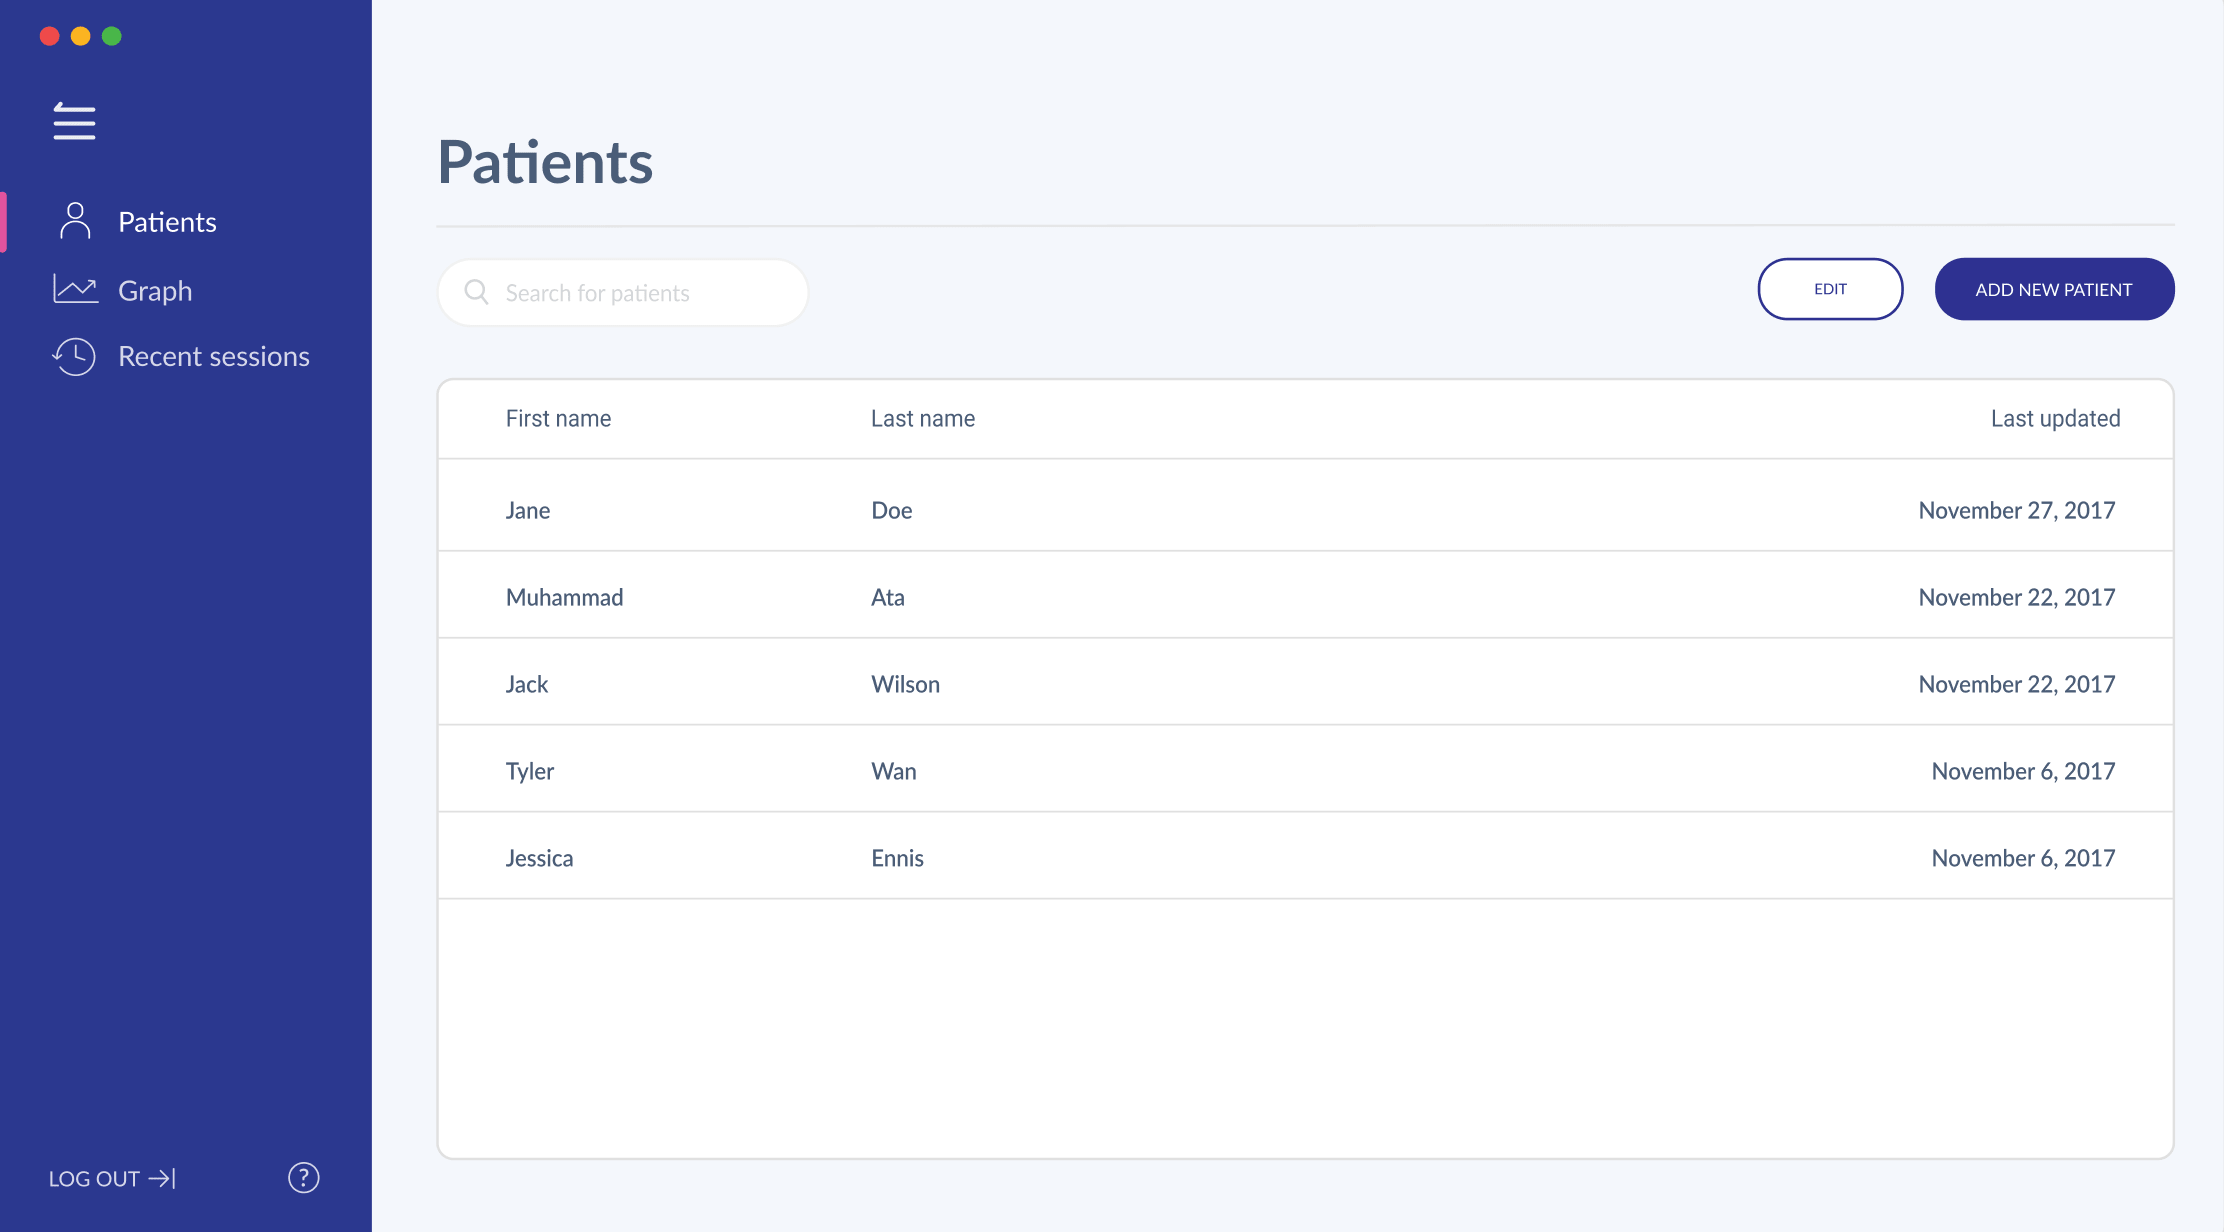 Patients
Graph
Recent sessions
LOG OUT
?
Patients
Search for patients
EDIT
ADD NEW PATIENT
First name Last name Last updated
Jane Doe November 27, 2017
Muhammad Ata November 22, 2017
Jack Wilson November 22, 2017
Tyler Wan November 6, 2017
Jessica Ennis November 6, 2017